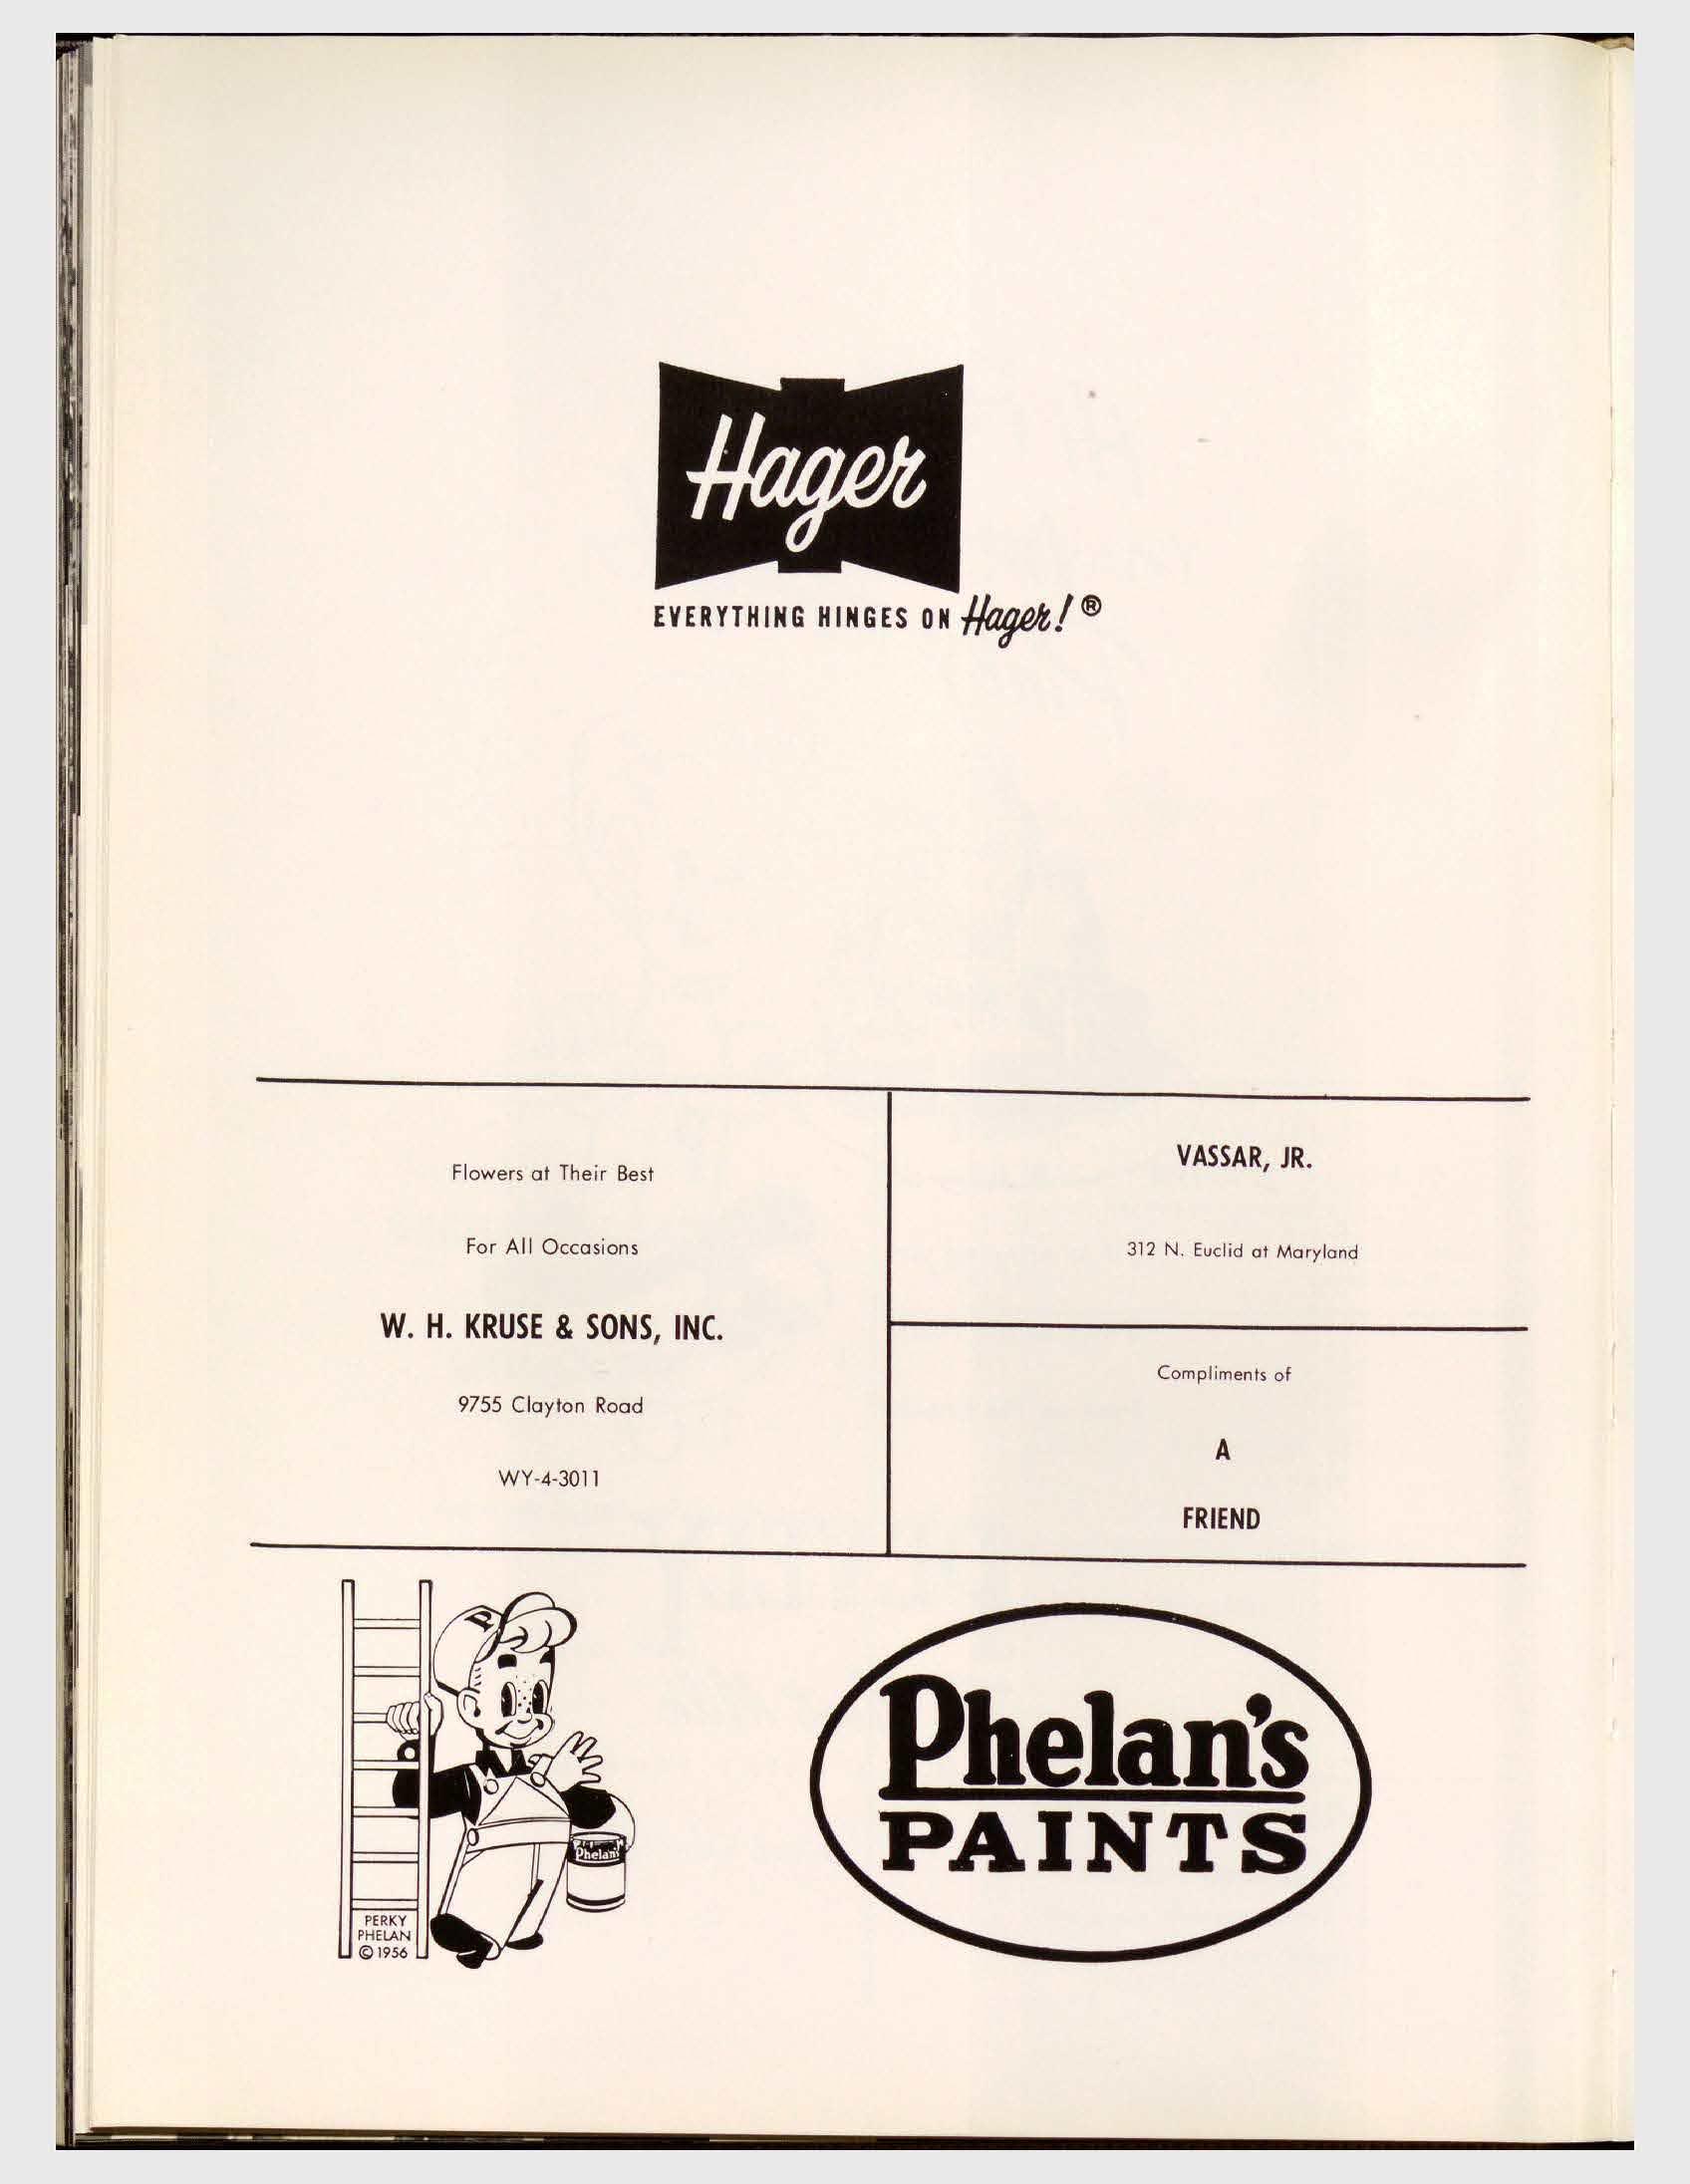 Hager
EVERYTHING HINGES ON Hager! ®
Flowers at Their Best
For All Occasions
W. H. KRUSE & SONS, INC.
9755 Clayton Road
WY-4-3011
VASSAR, JR.
312 N. Euclid at Maryland
Compliments of
A
FRIEND
P
Phelan's
PERKY
PHELAN
© 1956
Phelan's
PAINTS